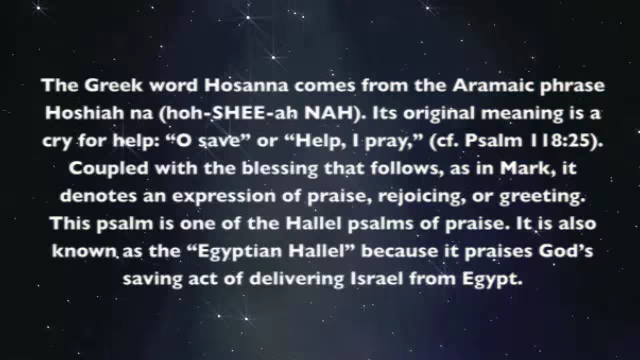 The Greek word Hosanna comes from the Aramaic phrase
Hoshiah na (hoh-SHEE-ah NAH). Its original meaning is a
cry for help: “O save” or “Help, I pray,” (cf. Psalm 118:25).
Coupled with the blessing that follows, as in Mark, it
denotes an expression of praise, rejoicing, or greeting.
This psalm is one of the Hallel psalms of praise. It is also
known as the “Egyptian Hallel” because it praises God’s
saving act of delivering Israel from Egypt.